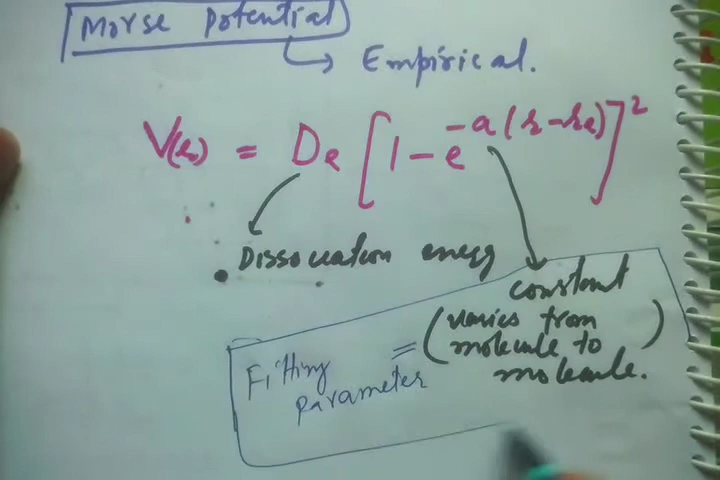 Morse Potential
Empirical.
V(r) = De [1 - e^-a(r-re)]^2
Dissociation energy
constant
Fitting parameter = (varies from
molecule to
molecule.)